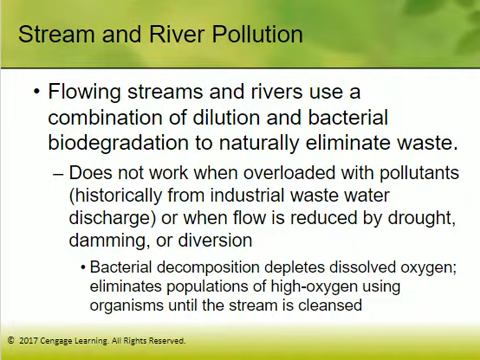 Stream and River Pollution
• Flowing streams and rivers use a
combination of dilution and bacterial
biodegradation to naturally eliminate waste.
– Does not work when overloaded with pollutants
(historically from industrial waste water
discharge) or when flow is reduced by drought,
damming, or diversion
• Bacterial decomposition depletes dissolved oxygen;
eliminates populations of high-oxygen using
organisms until the stream is cleansed
© 2017 Cengage Learning. All Rights Reserved.